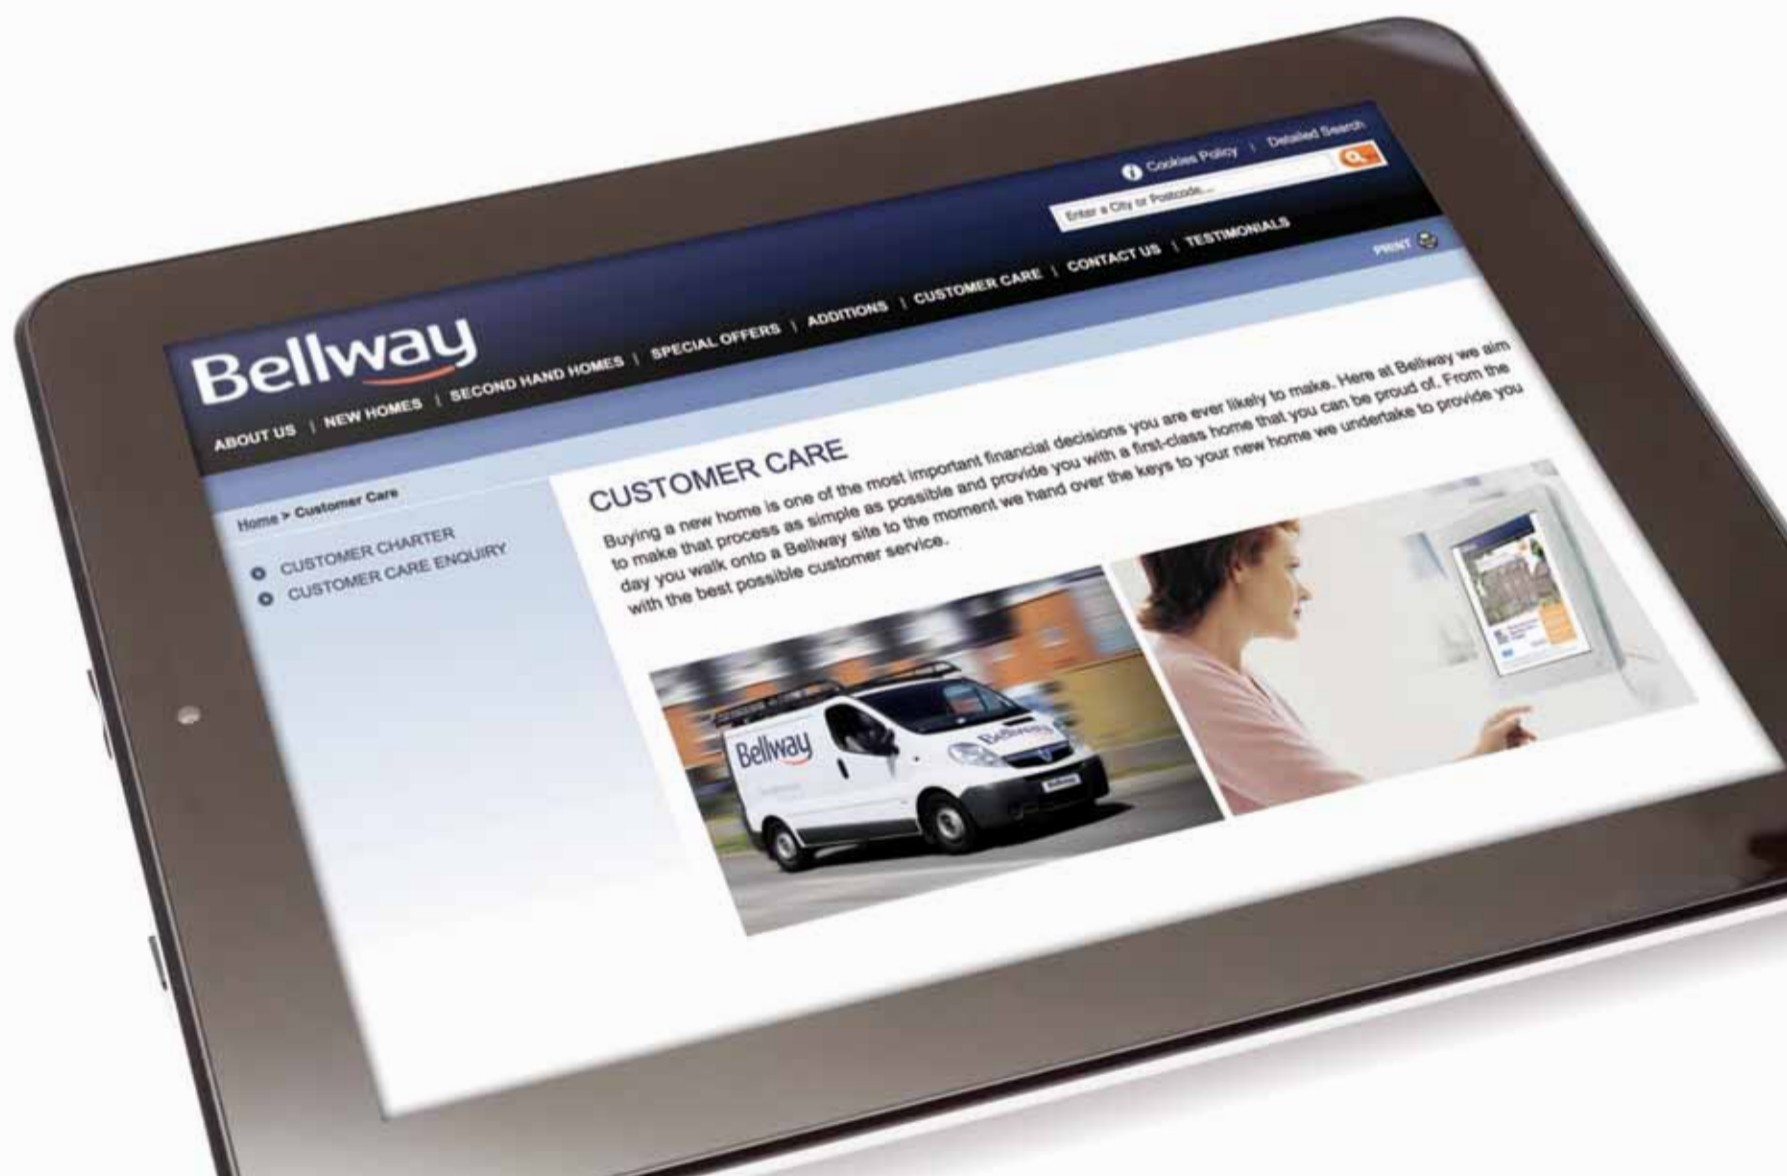 Cookies Policy | Detailed Search
Enter a City or Postcode...
Bellway
ABOUT US | NEW HOMES | SECOND HAND HOMES | SPECIAL OFFERS | ADDITIONS | CUSTOMER CARE | CONTACT US | TESTIMONIALS
PRINT
Home > Customer Care
CUSTOMER CHARTER
CUSTOMER CARE ENQUIRY
CUSTOMER CARE
Buying a new home is one of the most important financial decisions you are ever likely to make. Here at Bellway we aim
to make that process as simple as possible and provide you with a first-class home that you can be proud of. From the
day you walk onto a Bellway site to the moment we hand over the keys to your new home we undertake to provide you
with the best possible customer service.
Bellway
Bellway
Bellway